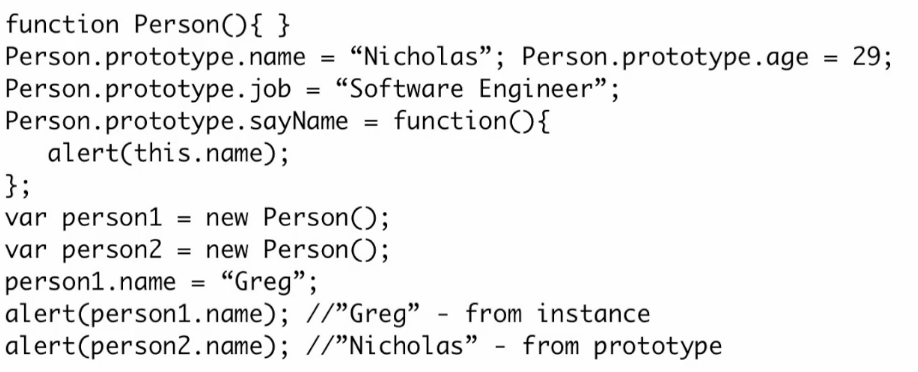 function Person(){ }
Person.prototype.name = “Nicholas”; Person.prototype.age = 29;
Person.prototype.job = “Software Engineer”;
Person.prototype.sayName = function(){
   alert(this.name);
};
var person1 = new Person();
var person2 = new Person();
person1.name = “Greg”;
alert(person1.name); //”Greg” - from instance
alert(person2.name); //”Nicholas” - from prototype